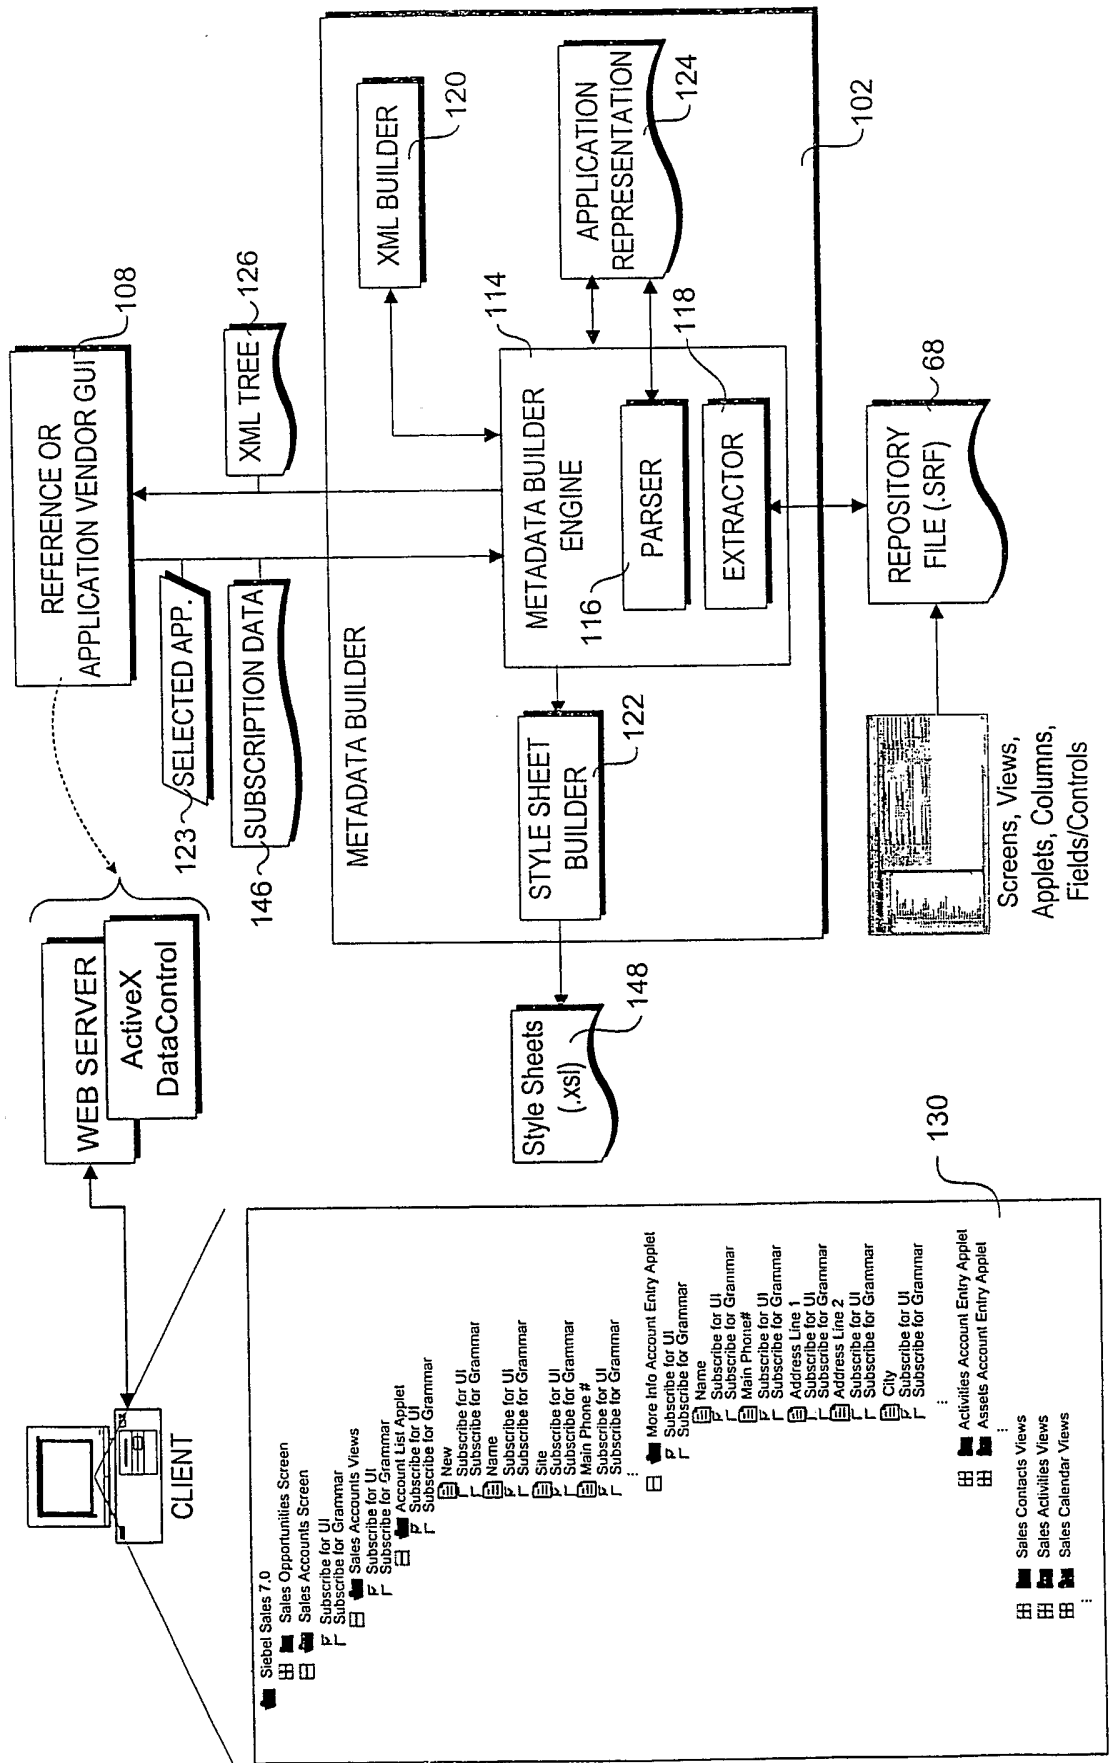 REFERENCE OR
APPLICATION VENDOR GUI
108
WEB SERVER
ActiveX
DataControl
CLIENT
123
SELECTED APP.
146
SUBSCRIPTION DATA
XML TREE
126
METADATA BUILDER
XML BUILDER
120
METADATA BUILDER
ENGINE
114
PARSER
116
EXTRACTOR
118
APPLICATION
REPRESENTATION
124
102
STYLE SHEET
BUILDER
122
Style Sheets
(.xsl)
148
REPOSITORY
FILE (.SRF)
68
Screens, Views,
Applets, Columns,
Fields/Controls
130
Siebel Sales 7.0
Sales Opportunities Screen
Sales Accounts Screen
Subscribe for UI
Subscribe for Grammar
Sales Accounts Views
Subscribe for UI
Subscribe for Grammar
Account List Applet
Subscribe for UI
Subscribe for Grammar
New
Subscribe for UI
Subscribe for Grammar
Name
Subscribe for UI
Subscribe for Grammar
Site
Subscribe for UI
Subscribe for Grammar
Main Phone #
Subscribe for UI
Subscribe for Grammar
⋮
More Info Account Entry Applet
Subscribe for UI
Subscribe for Grammar
Name
Subscribe for UI
Subscribe for Grammar
Main Phone#
Subscribe for UI
Subscribe for Grammar
Address Line 1
Subscribe for UI
Subscribe for Grammar
Address Line 2
Subscribe for UI
Subscribe for Grammar
City
Subscribe for UI
Subscribe for Grammar
⋮
Activities Account Entry Applet
Assets Account Entry Applet
⋮
Sales Contacts Views
Sales Activities Views
Sales Calendar Views
⋮